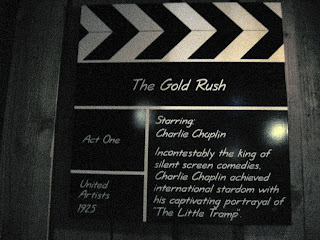 The Gold Rush
Act One
United
Artists
1925
Starring:
Charlie Chaplin
Incontestably the king of
silent screen comedies,
Charlie Chaplin achieved
international stardom with
his captivating portrayal of
'The Little Tramp'.